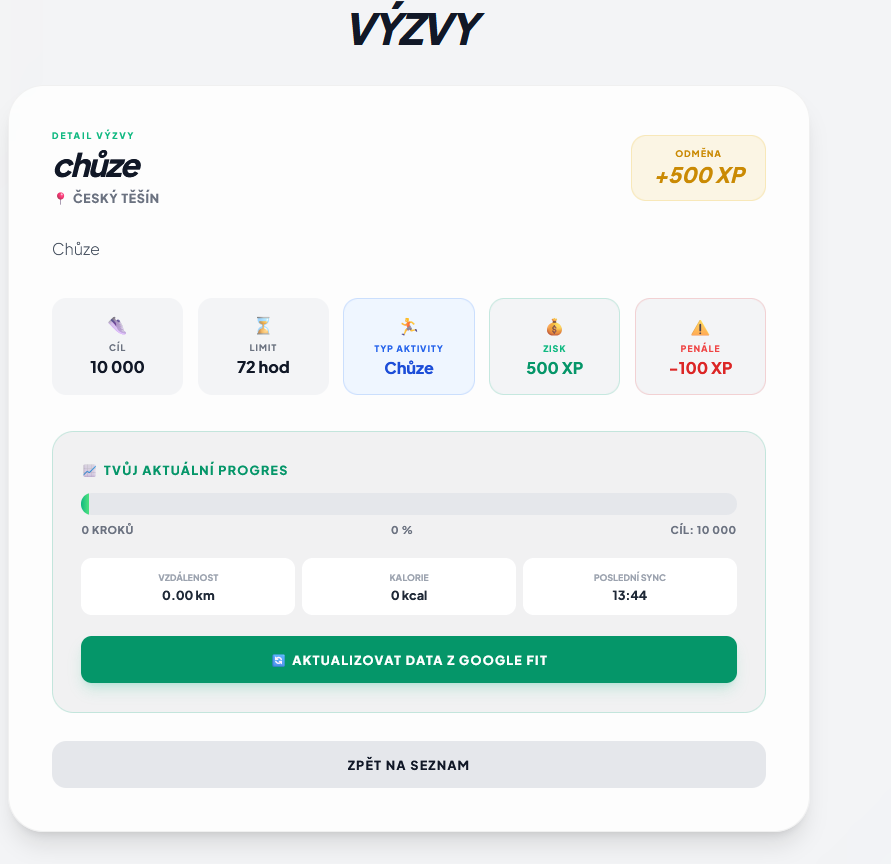 VÝZVY
DETAIL VÝZVY
chůze
ČESKÝ TĚŠÍN
ODMĚNA
+500 XP
Chůze
CÍL
10 000
LIMIT
72 hod
TYP AKTIVITY
Chůze
ZISK
500 XP
PENÁLE
-100 XP
TVŮJ AKTUÁLNÍ PROGRES
0 KROKŮ
0 %
CÍL: 10 000
VZDÁLENOST
0.00 km
KALORIE
0 kcal
POSLEDNÍ SYNC
13:44
AKTUALIZOVAT DATA Z GOOGLE FIT
ZPĚT NA SEZNAM